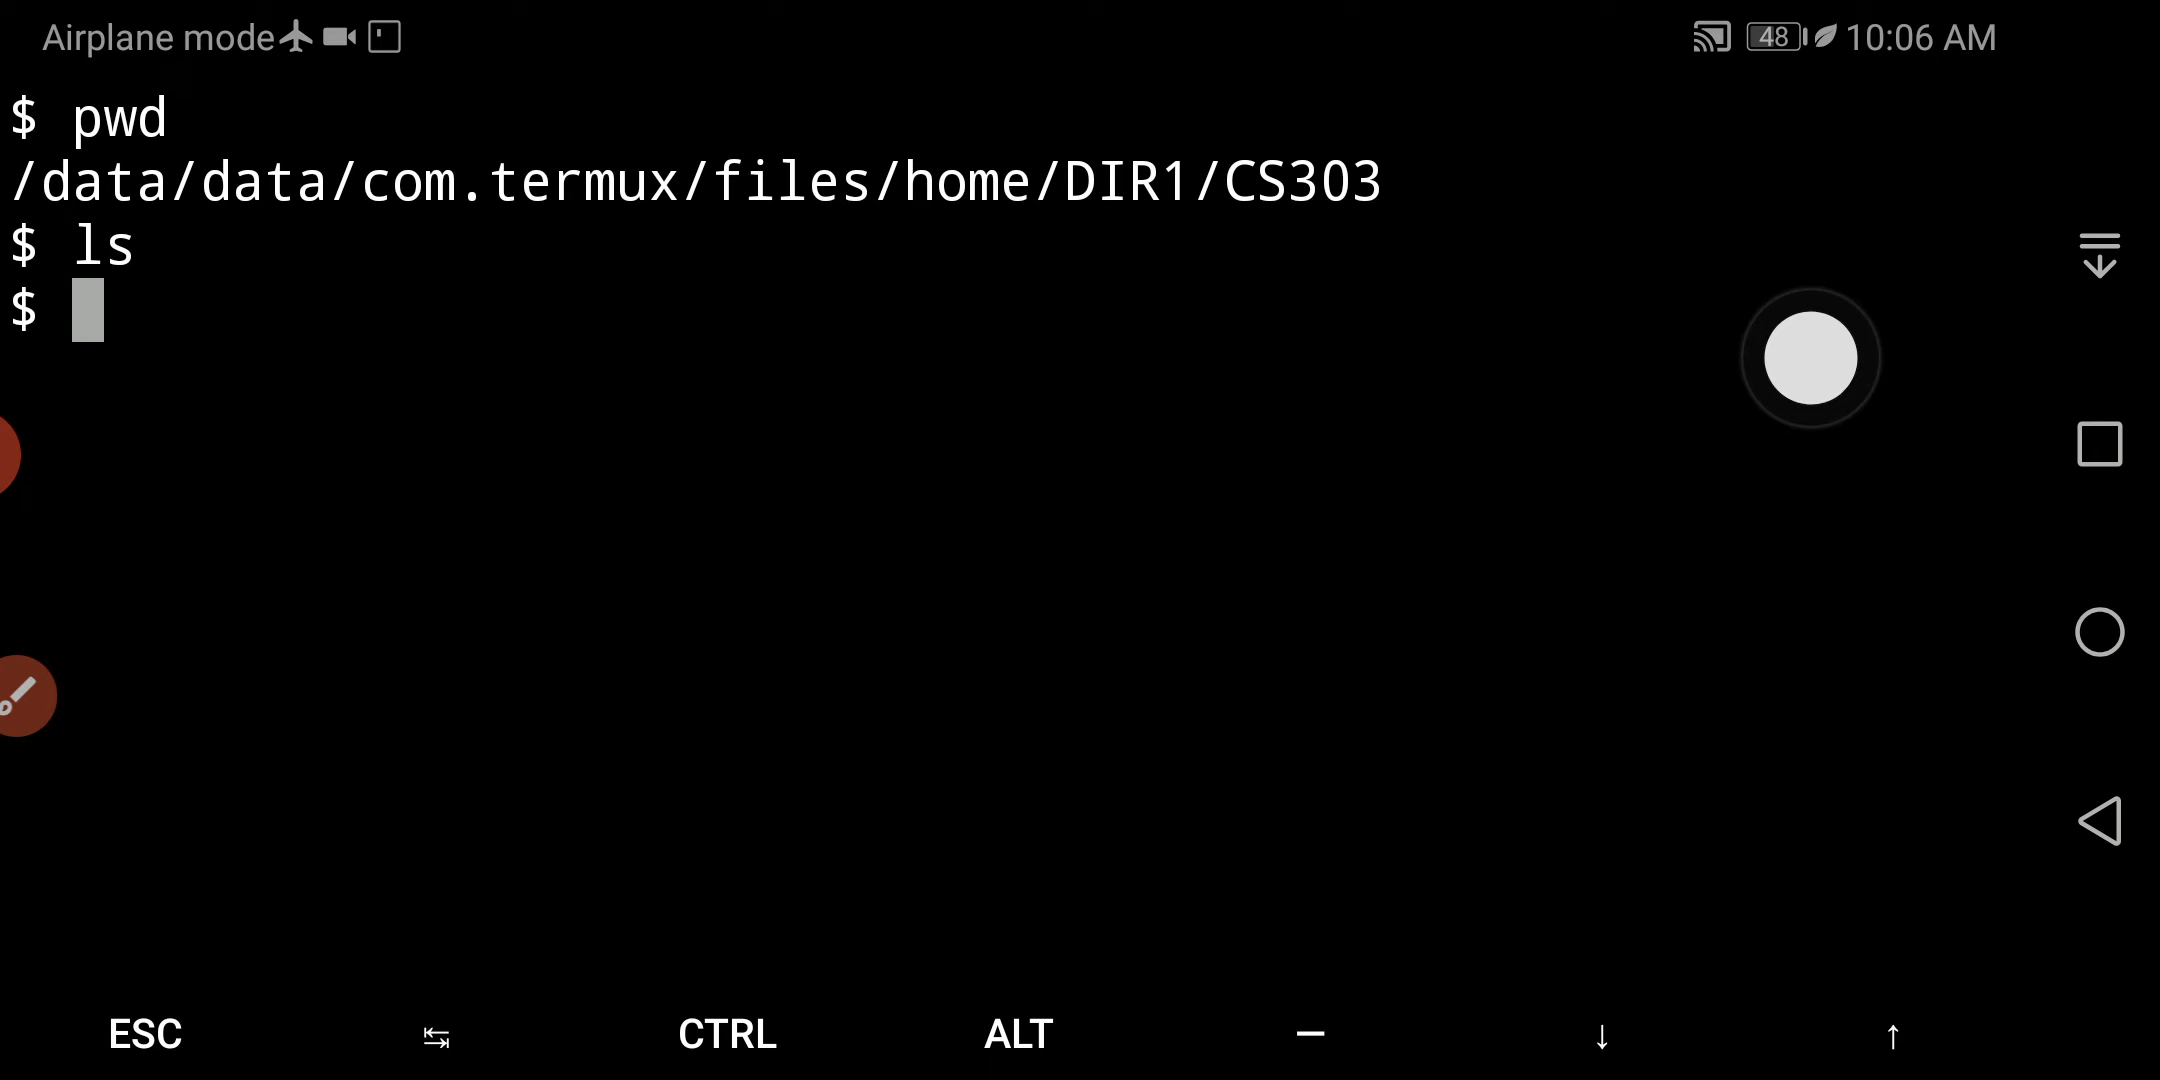 Airplane mode 48 10:06 AM
$ pwd
/data/data/com.termux/files/home/DIR1/CS303
$ ls
$
ESC ↹ CTRL ALT — ↓ ↑